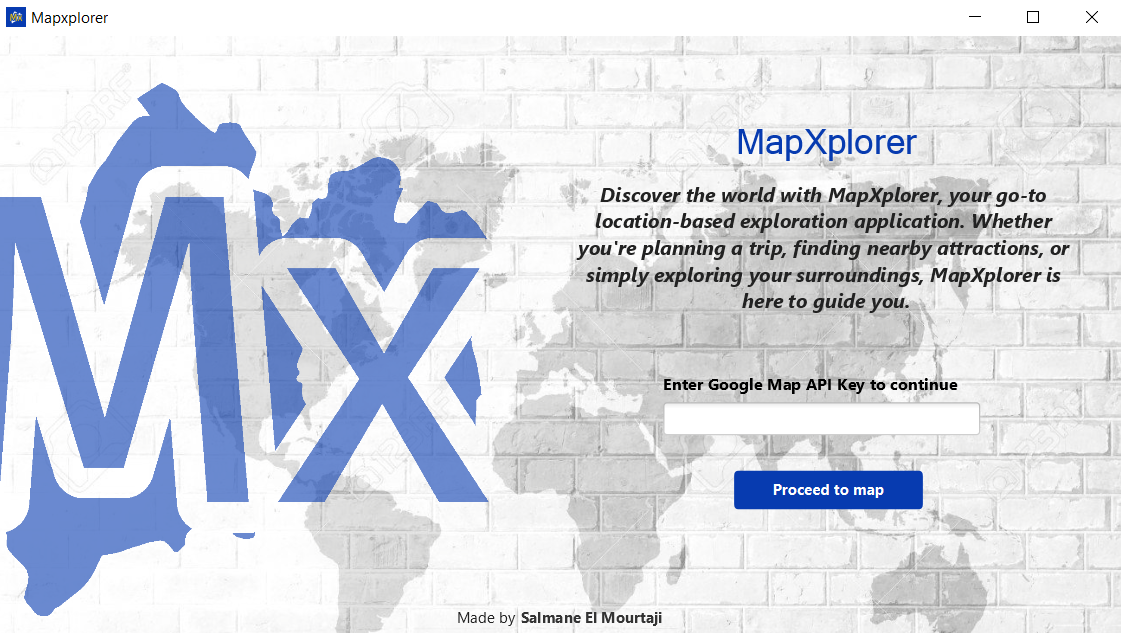 Mapxplorer
MX
MapXplorer
Discover the world with MapXplorer, your go-to
location-based exploration application. Whether
you're planning a trip, finding nearby attractions, or
simply exploring your surroundings, MapXplorer is
here to guide you.
Enter Google Map API Key to continue
Proceed to map
Made by Salmane El Mourtaji
123RF